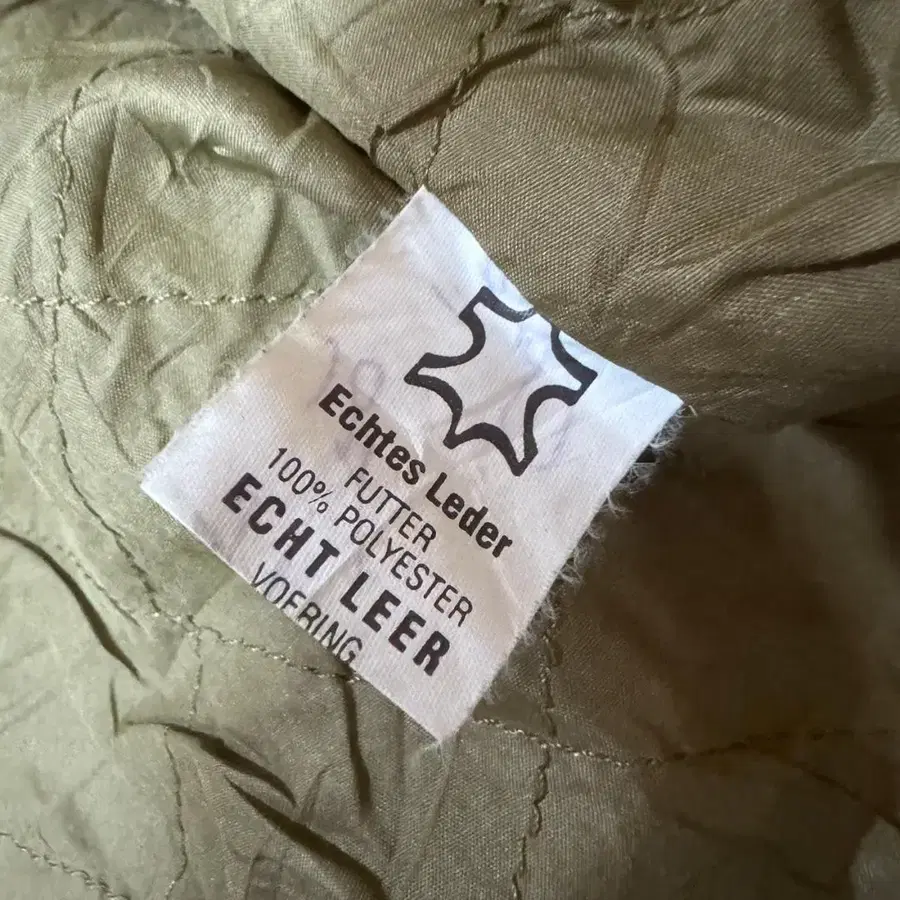 Echtes Leder
FUTTER
100% POLYESTER
ECHT LEER
VOERING